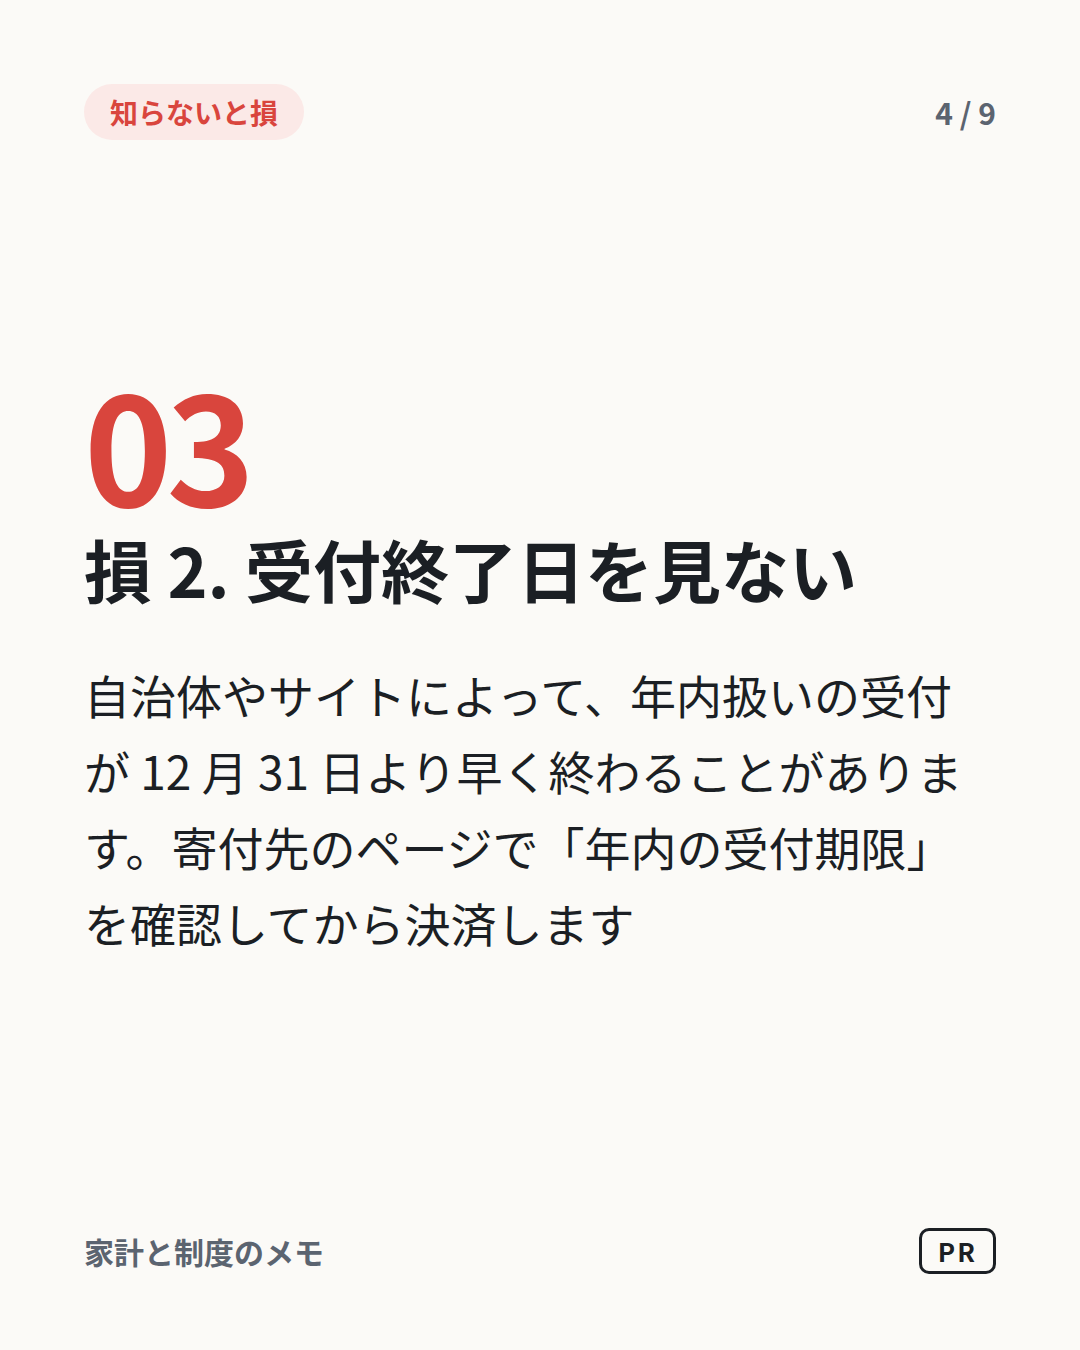 知らないと損
4 / 9
03
損 2. 受付終了日を見ない
自治体やサイトによって、年内扱いの受付
が 12 月 31 日より早く終わることがありま
す。寄付先のページで「年内の受付期限」
を確認してから決済します
家計と制度のメモ
PR